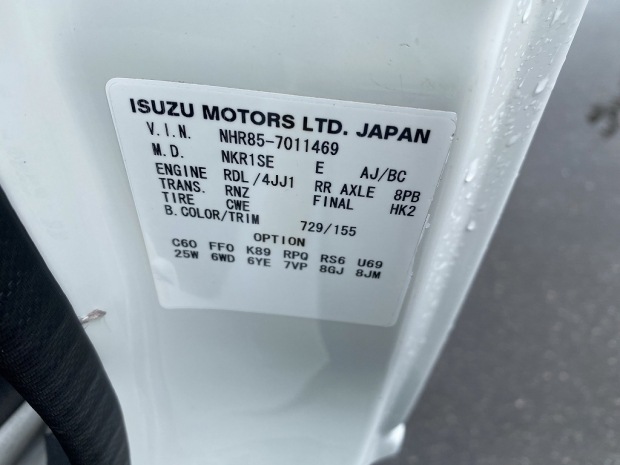 ISUZU MOTORS LTD. JAPAN
V.I.N. NHR85-7011469
M.D. NKR1SE E AJ/BC
ENGINE RDL/4JJ1 RR AXLE 8PB
TRANS. RNZ FINAL HK2
TIRE CWE
B.COLOR/TRIM 729/155
OPTION
C60 FF0 K89 RPQ RS6 U69
25W 6WD 6YE 7VP 8GJ 8JM